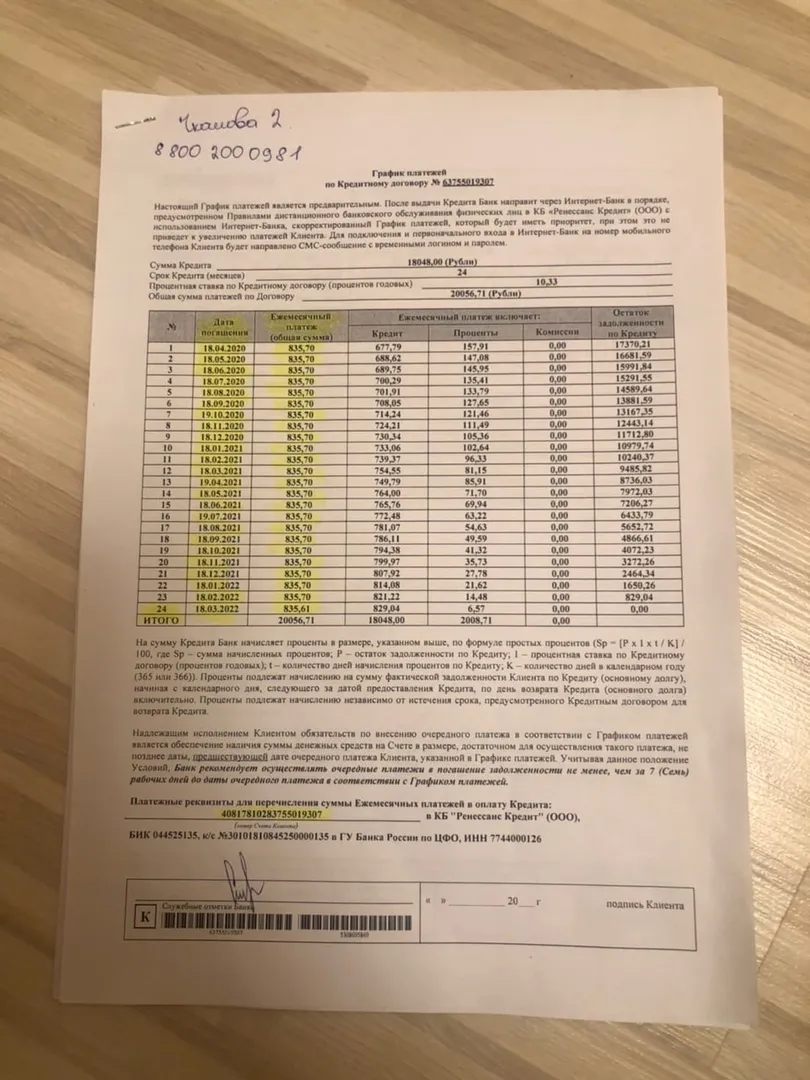 Чкалова 2
8 800 200 0981
График платежей
по Кредитному договору № 63755019307
Настоящий График платежей является предварительным. После выдачи Кредита Банк направит через Интернет-Банк в порядке,
предусмотренном Правилами дистанционного банковского обслуживания физических лиц в КБ «Ренессанс Кредит» (ООО) с
использованием Интернет-Банка, скорректированный График платежей, который будет иметь приоритет, при этом это не
приведет к увеличению платежей Клиента. Для подключения и первоначального входа в Интернет-Банк на номер мобильного
телефона Клиента будет направлено СМС-сообщение с временными логином и паролем.
Сумма Кредита 18048,00 (Рубли)
Срок Кредита (месяцев) 24
Процентная ставка по Кредитному договору (процентов годовых) 10,33
Общая сумма платежей по Договору 20056,71 (Рубли)
№ Дата погашения Ежемесячный платеж (общая сумма) Ежемесячный платеж включает: Остаток задолженности по Кредиту
Кредит Проценты Комиссии
1 18.04.2020 835,70 677,79 157,91 0,00 17370,21
2 18.05.2020 835,70 688,62 147,08 0,00 16681,59
3 18.06.2020 835,70 689,75 145,95 0,00 15991,84
4 18.07.2020 835,70 700,29 135,41 0,00 15291,55
5 18.08.2020 835,70 701,91 133,79 0,00 14589,64
6 18.09.2020 835,70 708,05 127,65 0,00 13881,59
7 19.10.2020 835,70 714,24 121,46 0,00 13167,35
8 18.11.2020 835,70 724,21 111,49 0,00 12443,14
9 18.12.2020 835,70 730,34 105,36 0,00 11712,80
10 18.01.2021 835,70 733,06 102,64 0,00 10979,74
11 18.02.2021 835,70 739,37 96,33 0,00 10240,37
12 18.03.2021 835,70 754,55 81,15 0,00 9485,82
13 19.04.2021 835,70 749,79 85,91 0,00 8736,03
14 18.05.2021 835,70 764,00 71,70 0,00 7972,03
15 18.06.2021 835,70 765,76 69,94 0,00 7206,27
16 19.07.2021 835,70 772,48 63,22 0,00 6433,79
17 18.08.2021 835,70 781,07 54,63 0,00 5652,72
18 18.09.2021 835,70 786,11 49,59 0,00 4866,61
19 18.10.2021 835,70 794,38 41,32 0,00 4072,23
20 18.11.2021 835,70 799,97 35,73 0,00 3272,26
21 18.12.2021 835,70 807,92 27,78 0,00 2464,34
22 18.01.2022 835,70 814,08 21,62 0,00 1650,26
23 18.02.2022 835,70 821,22 14,48 0,00 829,04
24 18.03.2022 835,61 829,04 6,57 0,00 0,00
ИТОГО 20056,71 18048,00 2008,71 0,00
На сумму Кредита Банк начисляет проценты в размере, указанном выше, по формуле простых процентов (Sp = [P x I x t / K] /
100, где Sp – сумма начисленных процентов; P – остаток задолженности по Кредиту; I – процентная ставка по Кредитному
договору (процентов годовых); t – количество дней начисления процентов по Кредиту; K – количество дней в календарном году
(365 или 366)). Проценты подлежат начислению на сумму фактической задолженности Клиента по Кредиту (основному долгу),
начиная с календарного дня, следующего за датой предоставления Кредита, по день возврата Кредита (основного долга)
включительно. Проценты подлежат начислению независимо от истечения срока, предусмотренного Кредитным договором для
возврата Кредита.
Надлежащим исполнением Клиентом обязательств по внесению очередного платежа в соответствии с Графиком платежей
является обеспечение наличия суммы денежных средств на Счете в размере, достаточном для осуществления такого платежа, не
позднее даты, предшествующей дате очередного платежа Клиента, указанной в Графике платежей. Учитывая данное положение
Условий, Банк рекомендует осуществлять очередные платежи в погашение задолженности не менее, чем за 7 (Семь)
рабочих дней до даты очередного платежа в соответствии с Графиком платежей.
Платежные реквизиты для перечисления суммы Ежемесячных платежей в оплату Кредита:
40817810283755019307 в КБ "Ренессанс Кредит" (ООО),
(номер Счета Клиента)
БИК 044525135, к/с №30101810845250000135 в ГУ Банка России по ЦФО, ИНН 7744000126
К Служебные отметки Банка
« » 20 г подпись Клиента
63755019307